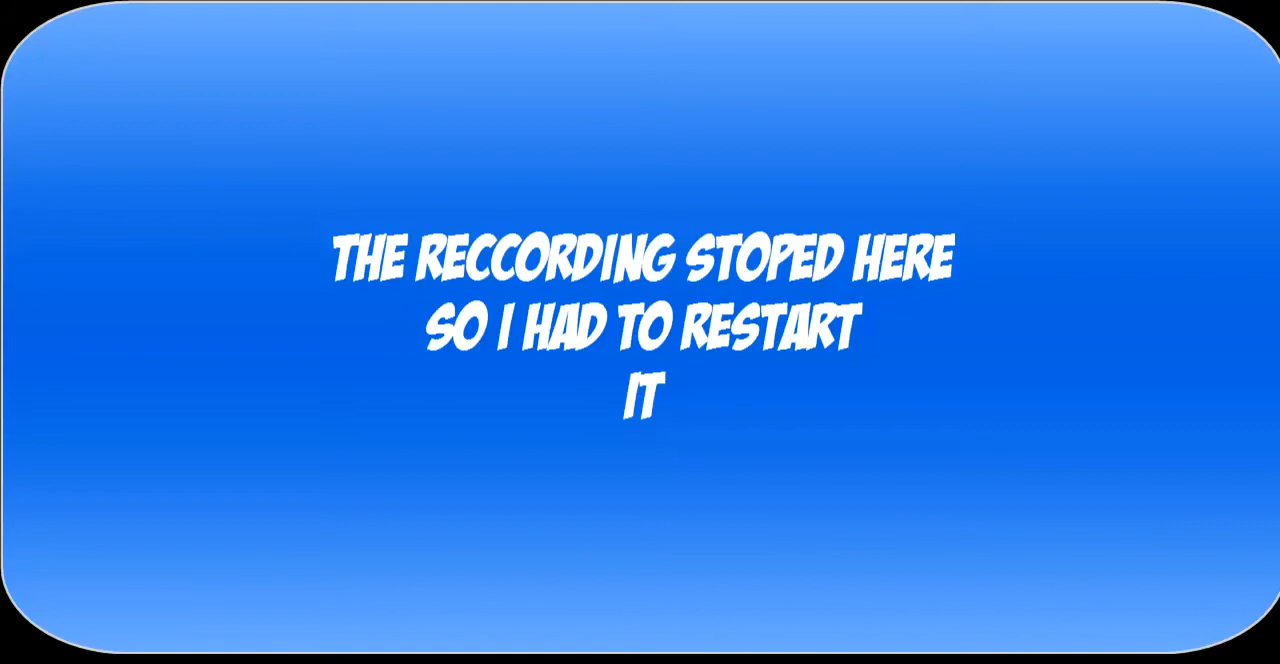 THE RECCORDING STOPED HERE
SO I HAD TO RESTART
IT